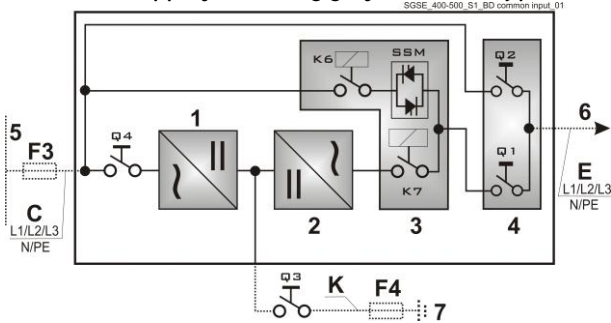 SGSE_400-500_S1_BD common input_01
K6
SSM
Q2
5
1
6
F3
Q4
Q1
E
K7
L1/L2/L3
N/PE
C
L1/L2/L3
N/PE
2
3
4
Q3
K
F4
7